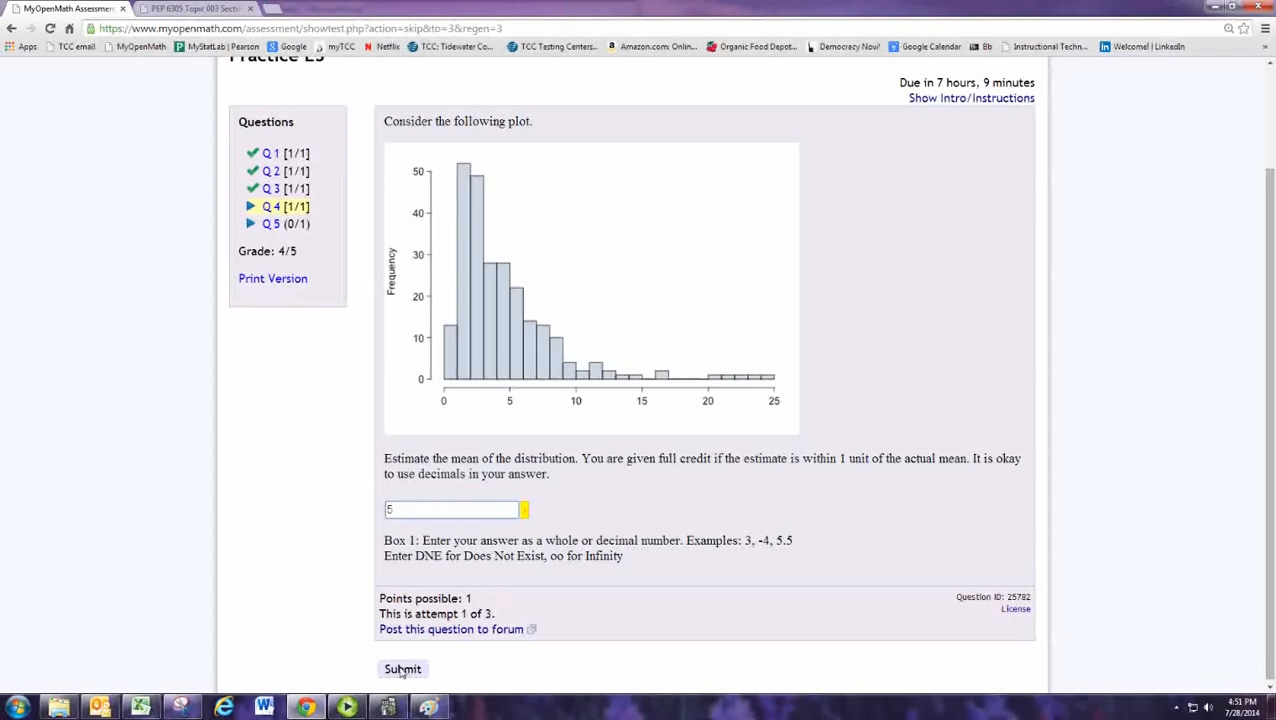 MyOpenMath Assessment
PEP 6305 Topic 003 Secti
https://www.myopenmath.com/assessment/showtest.php?action=skip&to=3&regen=3
Apps TCC email MyOpenMath MyStatLab | Pearson Google myTCC Netflix TCC: Tidewater Co... TCC Testing Centers... Amazon.com: Onlin... Organic Food Depot... Democracy Now! Google Calendar Bb Instructional Techn... Welcome! | LinkedIn
Practice E3
Due in 7 hours, 9 minutes
Show Intro/Instructions
Questions
Q 1 [1/1]
Q 2 [1/1]
Q 3 [1/1]
Q 4 [1/1]
Q 5 (0/1)
Grade: 4/5
Print Version
Consider the following plot.
Frequency
50
40
30
20
10
0
0 5 10 15 20 25
Estimate the mean of the distribution. You are given full credit if the estimate is within 1 unit of the actual mean. It is okay
to use decimals in your answer.
5
Box 1: Enter your answer as a whole or decimal number. Examples: 3, -4, 5.5
Enter DNE for Does Not Exist, oo for Infinity
Points possible: 1
This is attempt 1 of 3.
Post this question to forum
Question ID: 25782
License
Submit
4:51 PM
7/28/2014